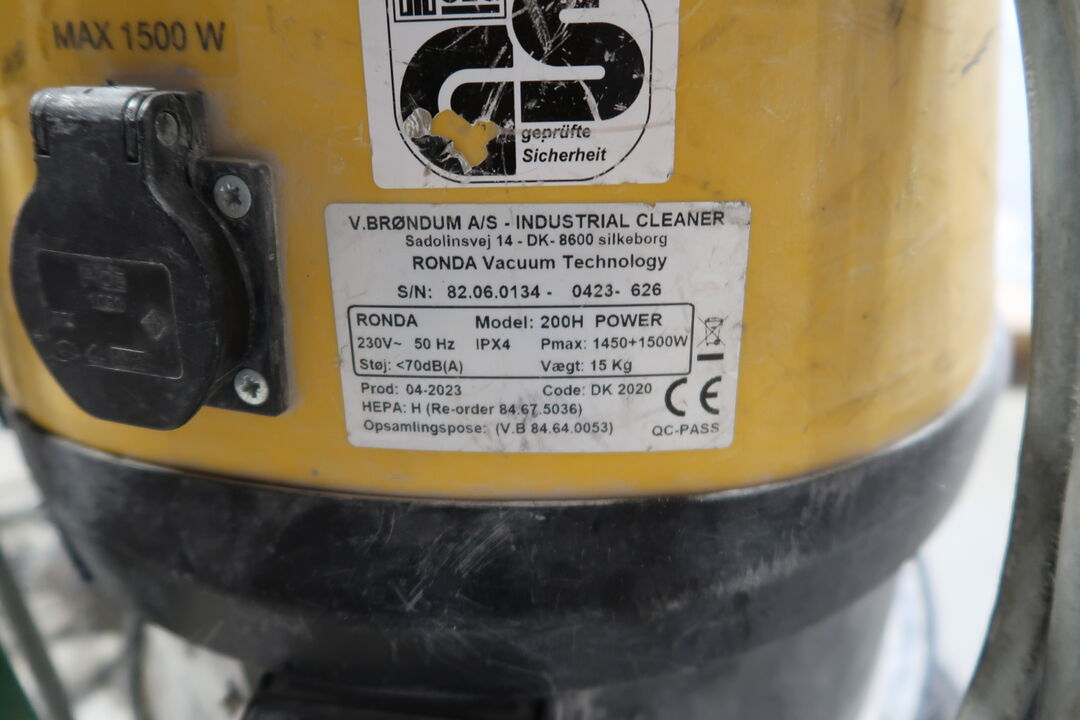 MAX 1500 W
geprüfte
Sicherheit
V.BRØNDUM A/S - INDUSTRIAL CLEANER
Sadolinsvej 14 - DK- 8600 silkeborg
RONDA Vacuum Technology
S/N: 82.06.0134 - 0423- 626
RONDA Model: 200H POWER
230V~ 50 Hz IPX4 Pmax: 1450+1500W
Støj: <70dB(A) Vægt: 15 Kg
Prod: 04-2023 Code: DK 2020
HEPA: H (Re-order 84.67.5036)
Opsamlingspose: (V.B 84.64.0053)
CE
QC-PASS